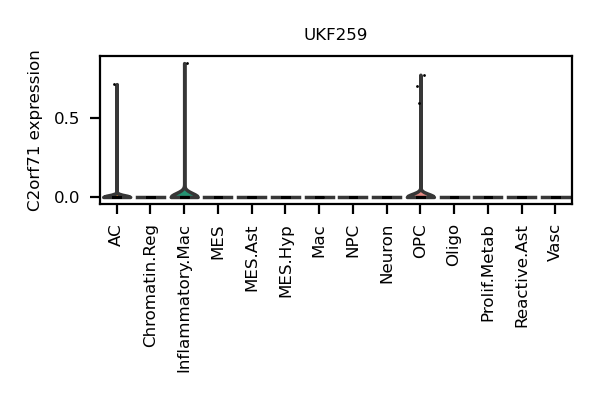 UKF259
C2orf71 expression
0.5
0.0
AC
Chromatin.Reg
Inflammatory.Mac
MES
MES.Ast
MES.Hyp
Mac
NPC
Neuron
OPC
Oligo
Prolif.Metab
Reactive.Ast
Vasc